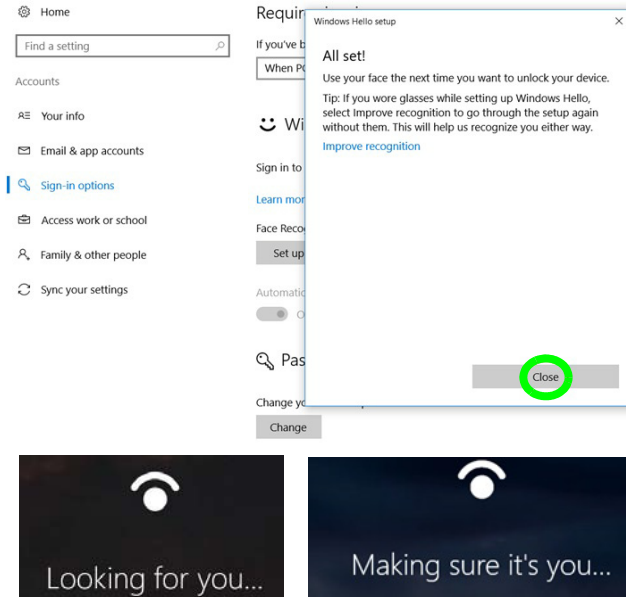 Home
Find a setting
Accounts
Your info
Email & app accounts
Sign-in options
Access work or school
Family & other people
Sync your settings
If you've b
When PC
Wi
Sign in to
Learn mor
Face Reco
Set up
Automatic
Pas
Change yo
Change
Windows Hello setup
All set!
Use your face the next time you want to unlock your device.
Tip: If you wore glasses while setting up Windows Hello,
select Improve recognition to go through the setup again
without them. This will help us recognize you either way.
Improve recognition
Close
Looking for you...
Making sure it's you...